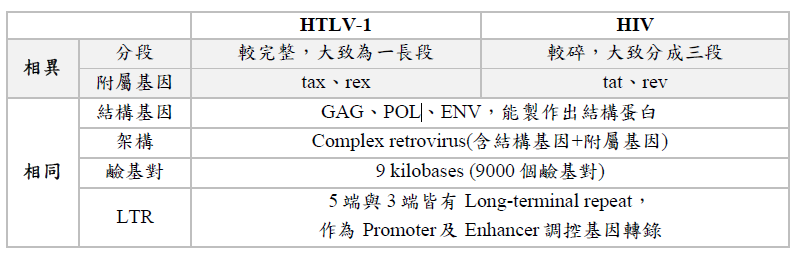 HTLV-1 HIV
相異 分段 較完整，大致為一長段 較碎，大致分成三段
附屬基因 tax、rex tat、rev
相同 結構基因 GAG、POL、ENV，能製作出結構蛋白
架構 Complex retrovirus(含結構基因+附屬基因)
鹼基對 9 kilobases (9000 個鹼基對)
LTR 5 端與 3 端皆有 Long-terminal repeat，
作為 Promoter 及 Enhancer 調控基因轉錄